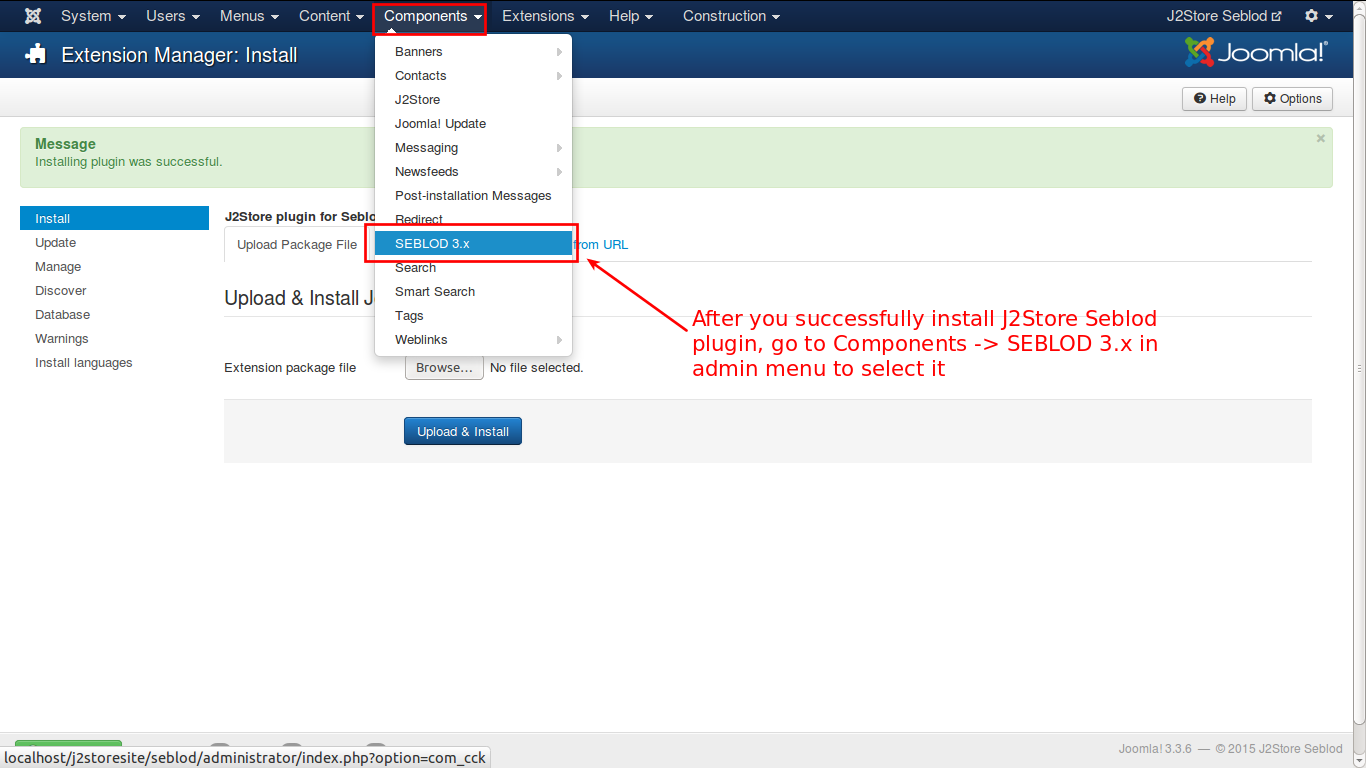 System Users Menus Content Components Extensions Help Construction J2Store Seblod
Extension Manager: Install Joomla!®
Help Options
Message ×
Installing plugin was successful.
Banners
Contacts
J2Store
Joomla! Update
Messaging
Newsfeeds
Post-installation Messages
Redirect
SEBLOD 3.x
Search
Smart Search
Tags
Weblinks
Install
Update
Manage
Discover
Database
Warnings
Install languages
J2Store plugin for
Upload Package File from URL
Upload & Install
Extension package file Browse... No file selected.
Upload & Install
After you successfully install J2Store Seblod
plugin, go to Components -> SEBLOD 3.x in
admin menu to select it
Joomla! 3.3.6 — © 2015 J2Store Seblod
localhost/j2storesite/seblod/administrator/index.php?option=com_cck